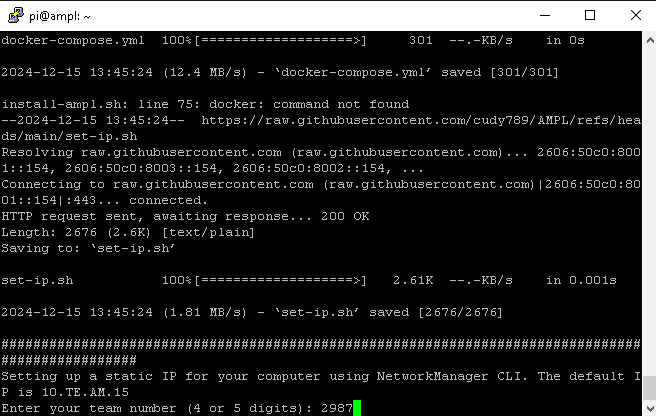 pi@ampl: ~
docker-compose.yml  100%[===================>]     301  --.-KB/s    in 0s
2024-12-15 13:45:24 (12.4 MB/s) - ‘docker-compose.yml’ saved [301/301]
install-ampl.sh: line 75: docker: command not found
--2024-12-15 13:45:24--  https://raw.githubusercontent.com/cudy789/AMPL/refs/hea
ds/main/set-ip.sh
Resolving raw.githubusercontent.com (raw.githubusercontent.com)... 2606:50c0:800
1::154, 2606:50c0:8003::154, 2606:50c0:8002::154, ...
Connecting to raw.githubusercontent.com (raw.githubusercontent.com)|2606:50c0:80
01::154|:443... connected.
HTTP request sent, awaiting response... 200 OK
Length: 2676 (2.6K) [text/plain]
Saving to: ‘set-ip.sh’
set-ip.sh           100%[===================>]   2.61K  --.-KB/s    in 0.001s
2024-12-15 13:45:24 (1.81 MB/s) - ‘set-ip.sh’ saved [2676/2676]
################################################################################
#################
Setting up a static IP for your computer using NetworkManager CLI. The default I
P is 10.TE.AM.15
Enter your team number (4 or 5 digits): 2987